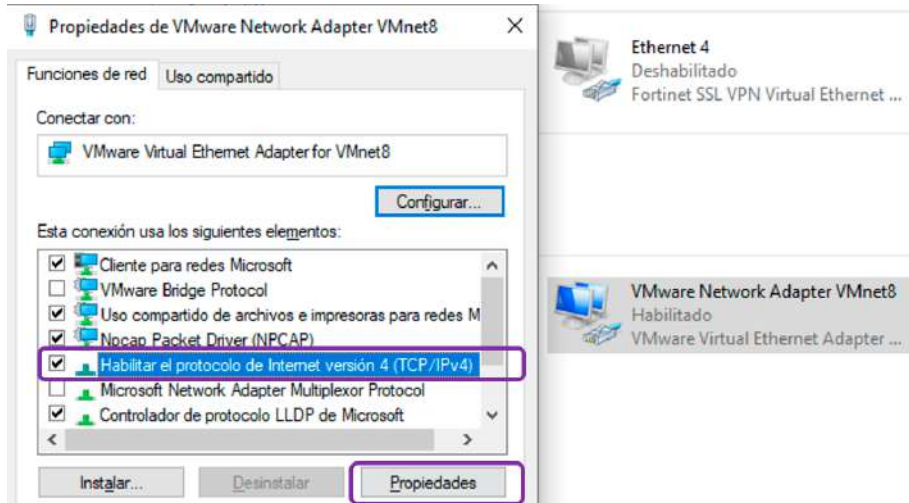 Propiedades de VMware Network Adapter VMnet8
Funciones de red
Uso compartido
Conectar con:
VMware Virtual Ethernet Adapter for VMnet8
Configurar...
Esta conexión usa los siguientes elementos:
Cliente para redes Microsoft
VMware Bridge Protocol
Uso compartido de archivos e impresoras para redes M
Npcap Packet Driver (NPCAP)
Habilitar el protocolo de Internet versión 4 (TCP/IPv4)
Microsoft Network Adapter Multiplexor Protocol
Controlador de protocolo LLDP de Microsoft
Instalar...
Desinstalar
Propiedades
Ethernet 4
Deshabilitado
Fortinet SSL VPN Virtual Ethernet ...
VMware Network Adapter VMnet8
Habilitado
VMware Virtual Ethernet Adapter ...